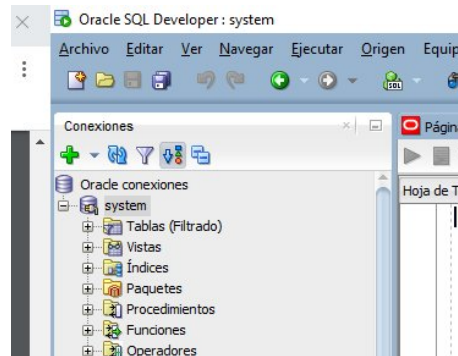 Oracle SQL Developer : system
Archivo Editar Ver Navegar Ejecutar Origen Equip
Conexiones
Página
Oracle conexiones
Hoja de T
system
Tablas (Filtrado)
Vistas
Índices
Paquetes
Procedimientos
Funciones
Operadores